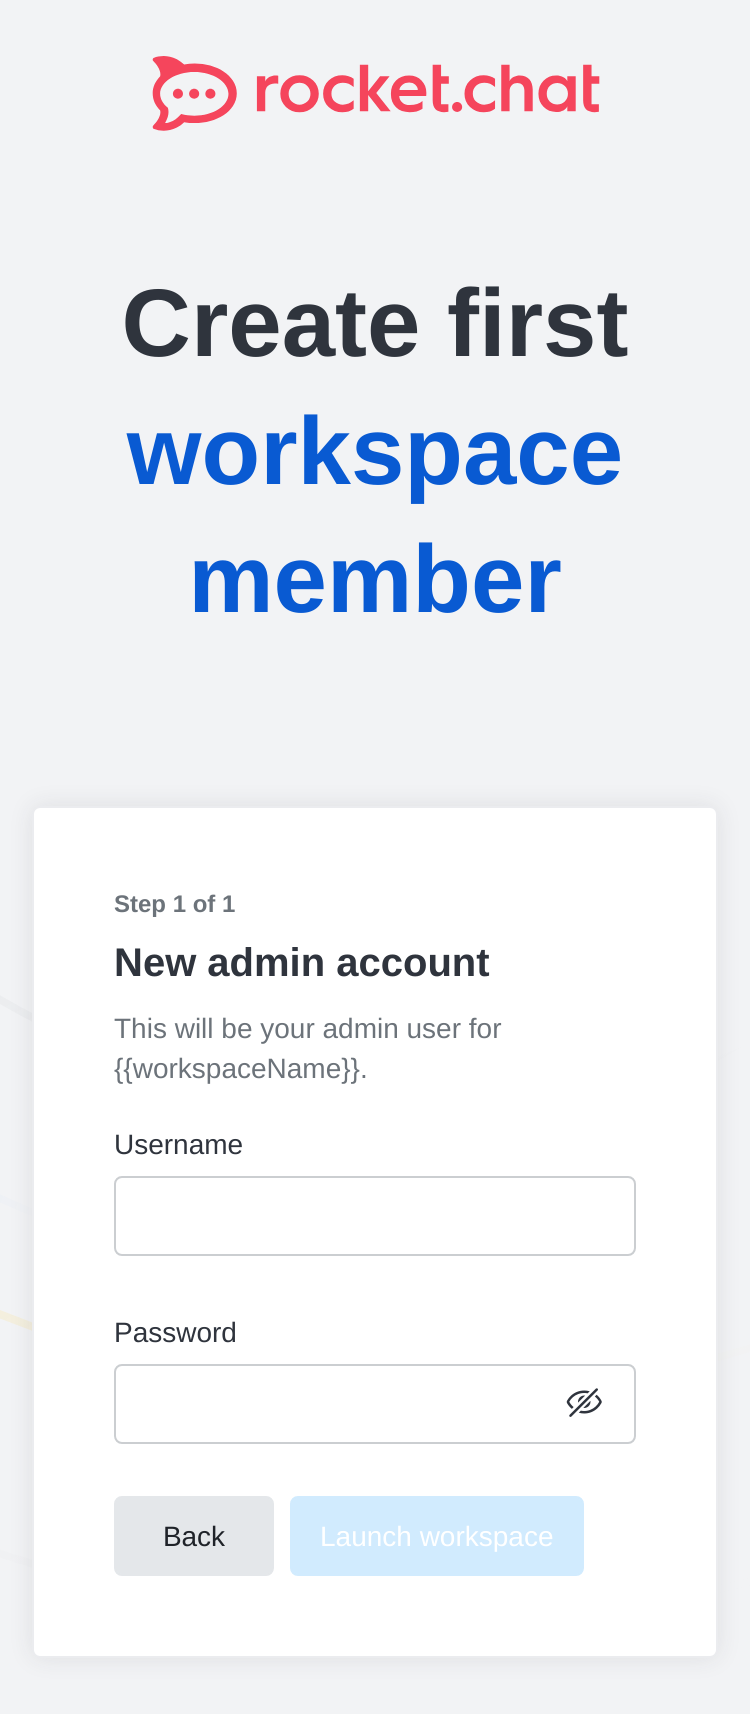 rocket.chat
Create first
workspace
member
Step 1 of 1
New admin account
This will be your admin user for
{{workspaceName}}.
Username
Password
Back
Launch workspace